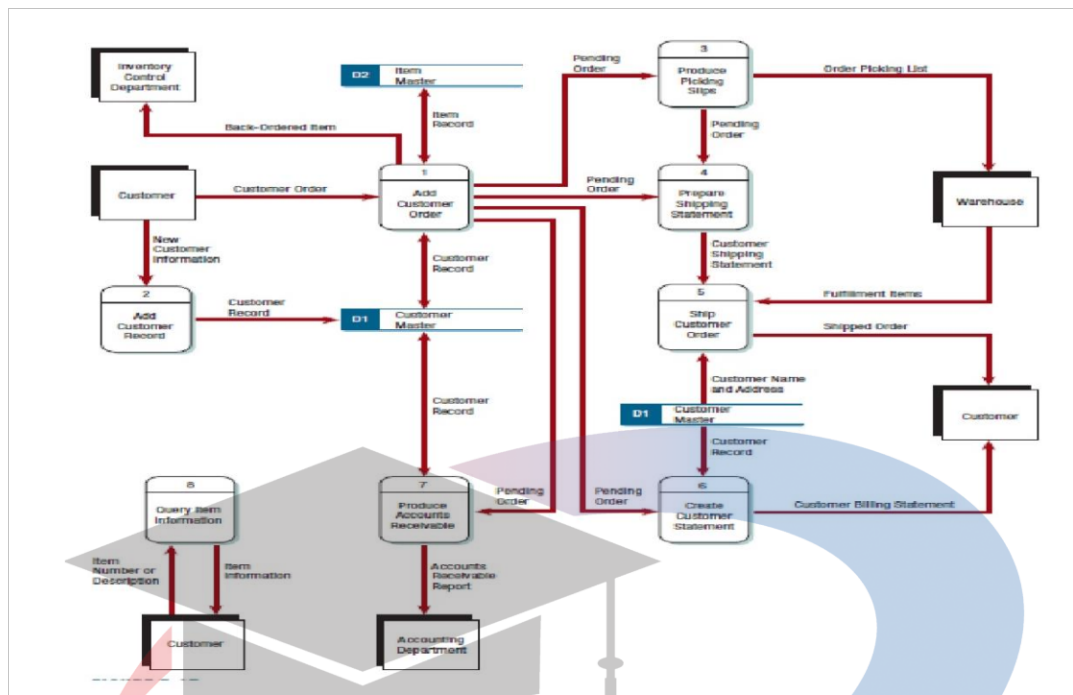 Inventory
Control
Department
D2
Item
Master
Pending
Order
3
Produce
Picking
Slips
Order Picking List
Back-Ordered Item
Item
Record
Pending
Order
Customer
Customer Order
1
Add
Customer
Order
Pending
Order
4
Prepare
Shipping
Statement
Warehouse
New
Customer
Information
Customer
Record
Customer
Shipping
Statement
2
Add
Customer
Record
Customer
Record
D1
Customer
Master
5
Ship
Customer
Order
Fulfillment Items
Shipped Order
Customer
Record
Customer Name
and Address
D1
Customer
Master
Customer
Customer
Record
8
Query Item
Information
7
Produce
Accounts
Receivable
Pending
Order
Pending
Order
6
Create
Customer
Statement
Customer Billing Statement
Item
Number or
Description
Item
Information
Accounts
Receivable
Report
Customer
Accounting
Department